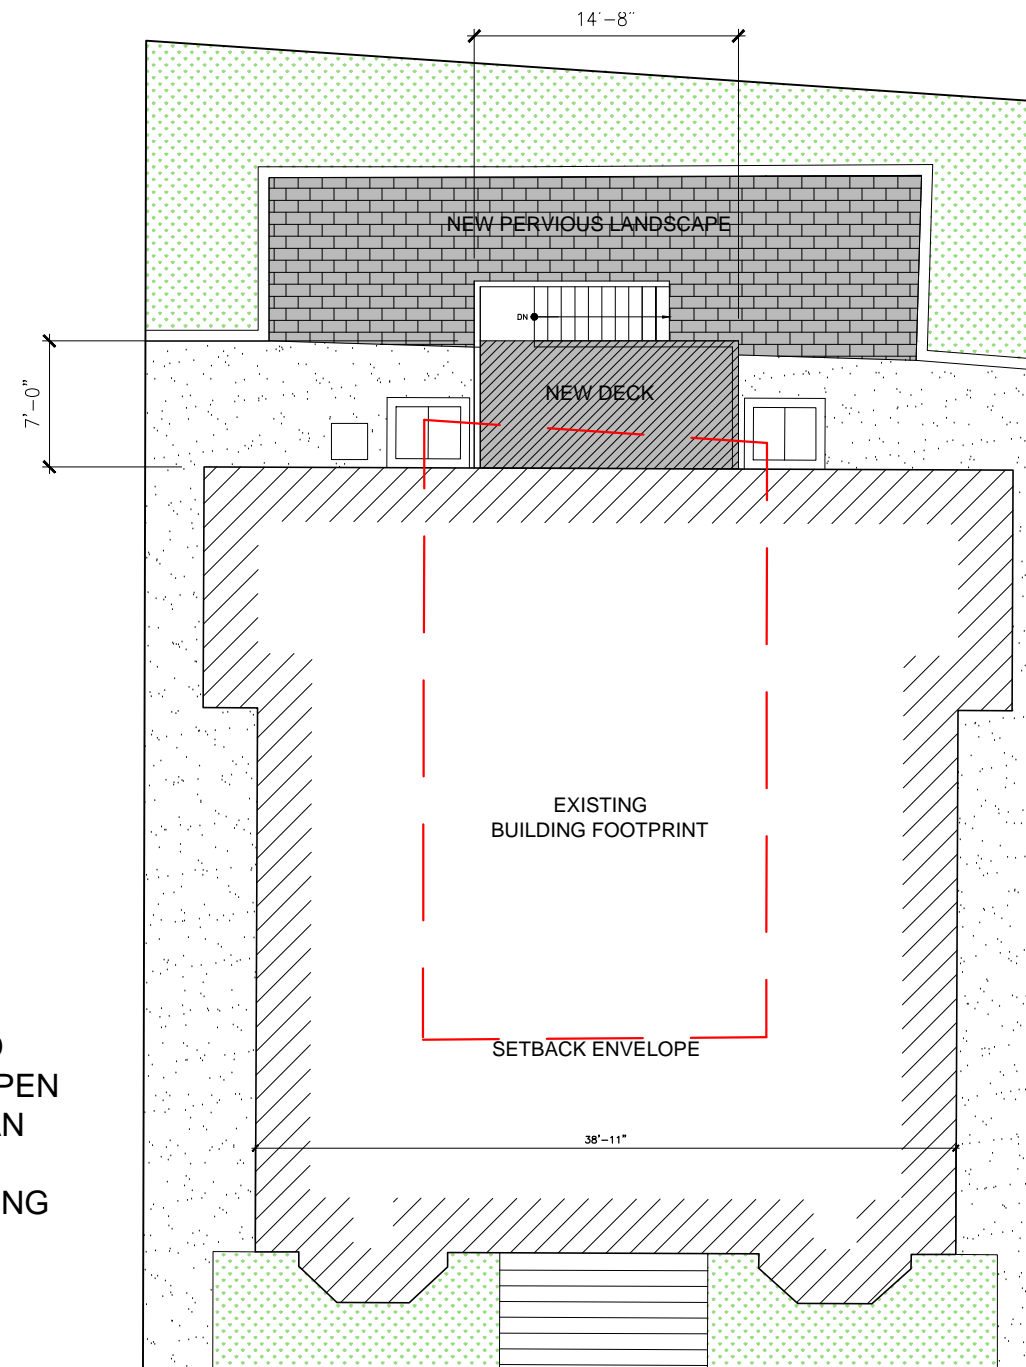 14'-8"
NEW PERVIOUS LANDSCAPE
DN
7'-0"
NEW DECK
EXISTING
BUILDING FOOTPRINT
SETBACK ENVELOPE
PEN
AN
38'-11"
NG